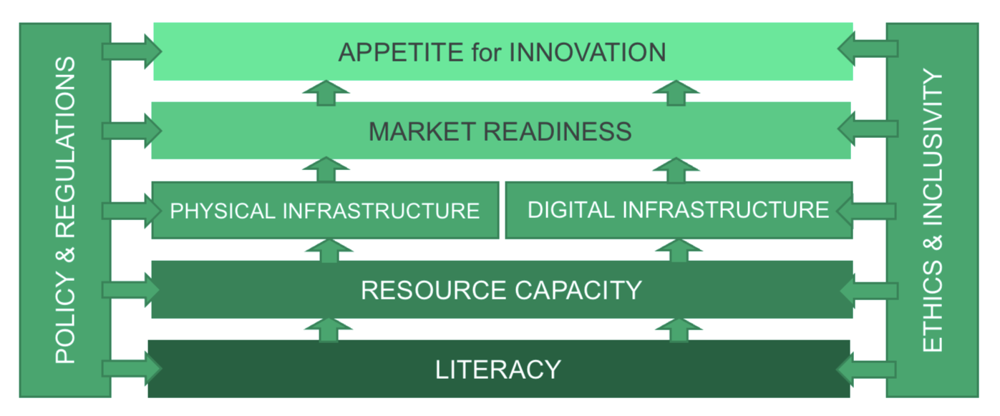 POLICY & REGULATIONS
APPETITE for INNOVATION
MARKET READINESS
PHYSICAL INFRASTRUCTURE
DIGITAL INFRASTRUCTURE
RESOURCE CAPACITY
LITERACY
ETHICS & INCLUSIVITY